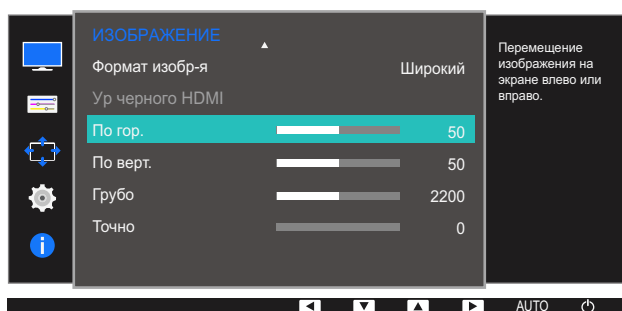 ИЗОБРАЖЕНИЕ
Формат изобр-я Широкий
Ур черного HDMI
По гор. 50
По верт. 50
Грубо 2200
Точно 0
Перемещение
изображения на
экране влево или
вправо.
AUTO